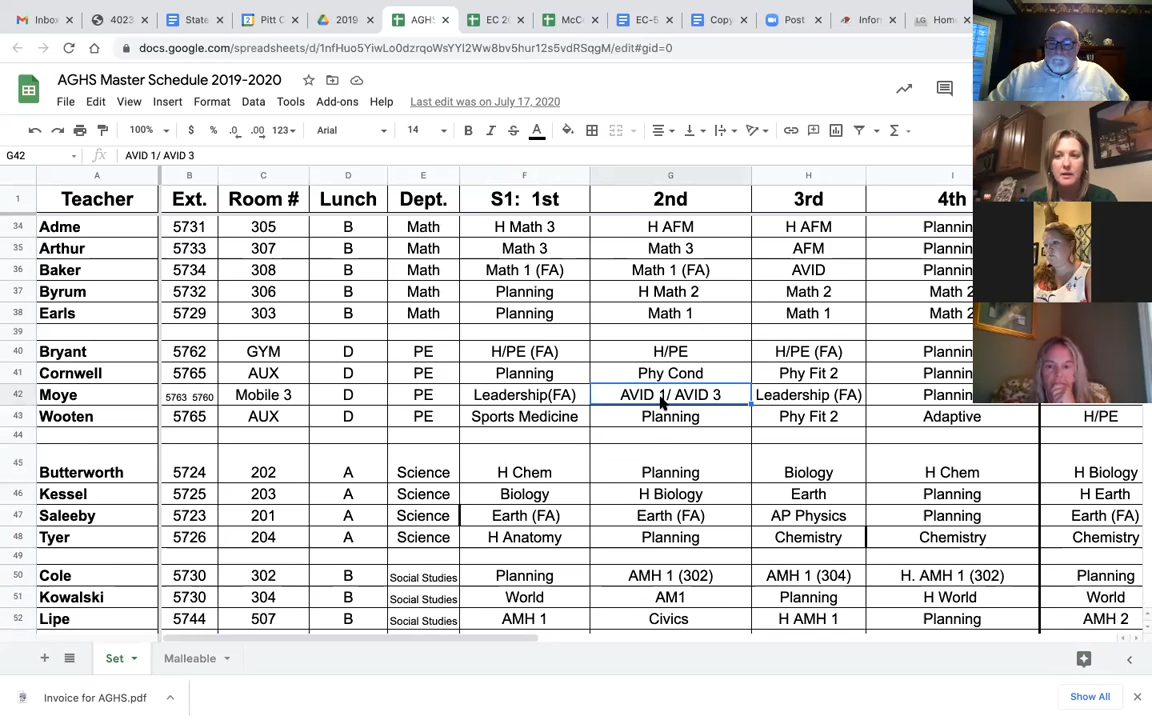 Inbox
4023
State
Pitt C
2019
AGHS
EC 20
McCo
EC-5
Copy
Post
Inforr
Home
docs.google.com/spreadsheets/d/1nfHuo5YiwLo0dzrqoWsYYI2Ww8bv5hur12s5vdRSqgM/edit#gid=0
AGHS Master Schedule 2019-2020
File Edit View Insert Format Data Tools Add-ons Help Last edit was on July 17, 2020
100% $ % .0 .00 123 Arial 14 B I S A
G42 fx AVID 1/ AVID 3
A B C D E F G H I
1 Teacher Ext. Room # Lunch Dept. S1: 1st 2nd 3rd 4th
34 Adme 5731 305 B Math H Math 3 H AFM H AFM Plannin
35 Arthur 5733 307 B Math Math 3 Math 3 AFM Plannin
36 Baker 5734 308 B Math Math 1 (FA) Math 1 (FA) AVID Plannin
37 Byrum 5732 306 B Math Planning H Math 2 Math 2 Math 2
38 Earls 5729 303 B Math Planning Math 1 Math 1 Math 2
39
40 Bryant 5762 GYM D PE H/PE (FA) H/PE H/PE (FA) Plannin
41 Cornwell 5765 AUX D PE Planning Phy Cond Phy Fit 2 Plannin
42 Moye 5763 5760 Mobile 3 D PE Leadership(FA) AVID 1/ AVID 3 Leadership (FA) Plannin
43 Wooten 5765 AUX D PE Sports Medicine Planning Phy Fit 2 Adaptive H/PE
44
45 Butterworth 5724 202 A Science H Chem Planning Biology H Chem H Biology
46 Kessel 5725 203 A Science Biology H Biology Earth Planning H Earth
47 Saleeby 5723 201 A Science Earth (FA) Earth (FA) AP Physics Planning Earth (FA)
48 Tyer 5726 204 A Science H Anatomy Planning Chemistry Chemistry Chemistry
49
50 Cole 5730 302 B Social Studies Planning AMH 1 (302) AMH 1 (304) H. AMH 1 (302) Planning
51 Kowalski 5730 304 B Social Studies World AM1 Planning H World World
52 Lipe 5744 507 B Social Studies AMH 1 Civics H AMH 1 Planning AMH 2
Set Malleable
Invoice for AGHS.pdf Show All